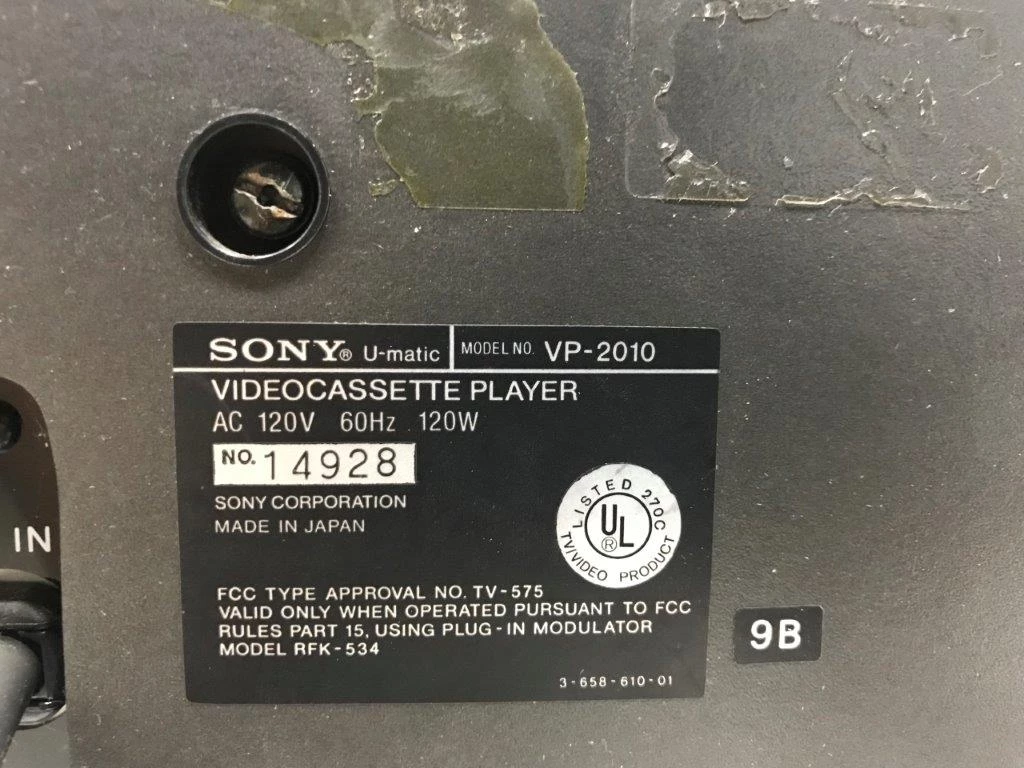 SONY® U-matic MODEL NO. VP-2010
VIDEOCASSETTE PLAYER
AC 120V 60Hz 120W
NO. 14928
SONY CORPORATION
MADE IN JAPAN
LISTED 270C
UL®
TV/VIDEO PRODUCT
FCC TYPE APPROVAL NO. TV-575
VALID ONLY WHEN OPERATED PURSUANT TO FCC
RULES PART 15, USING PLUG-IN MODULATOR
MODEL RFK-534
3-658-610-01
9B
IN